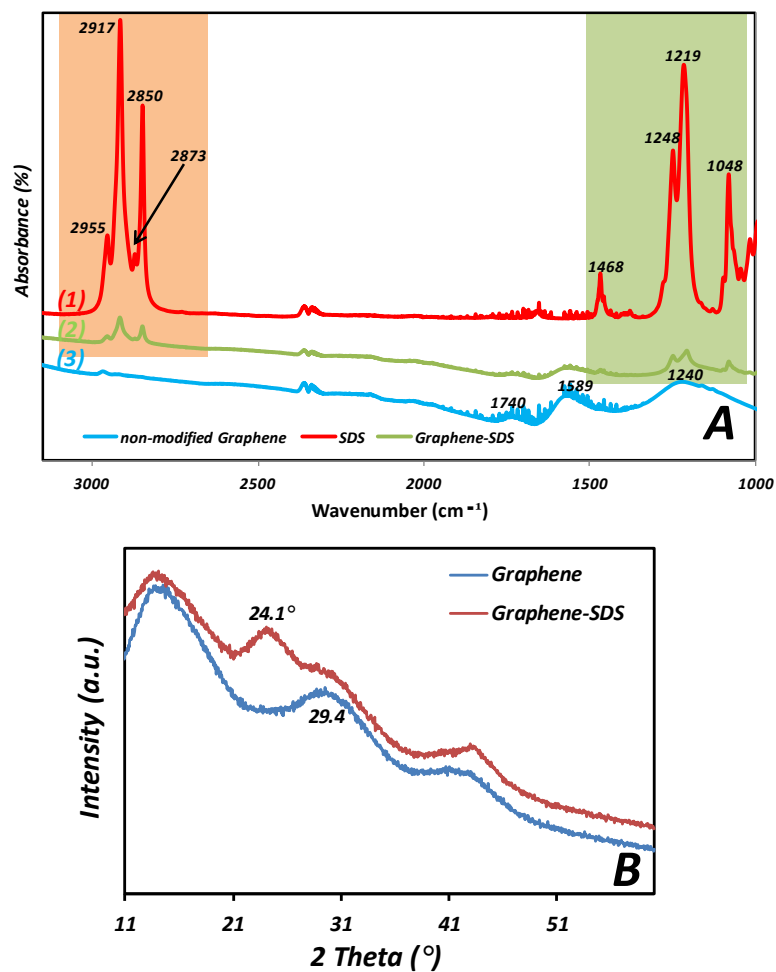 2917
2850
2873
2955
1219
1248
1048
1468
Absorbance (%)
(1)
(2)
(3)
1740
1589
1240
A
non-modified Graphene SDS Graphene-SDS
3000 2500 2000 1500 1000
Wavenumber (cm⁻¹)
Graphene
Graphene-SDS
24.1°
29.4
Intensity (a.u.)
B
11 21 31 41 51
2 Theta (°)